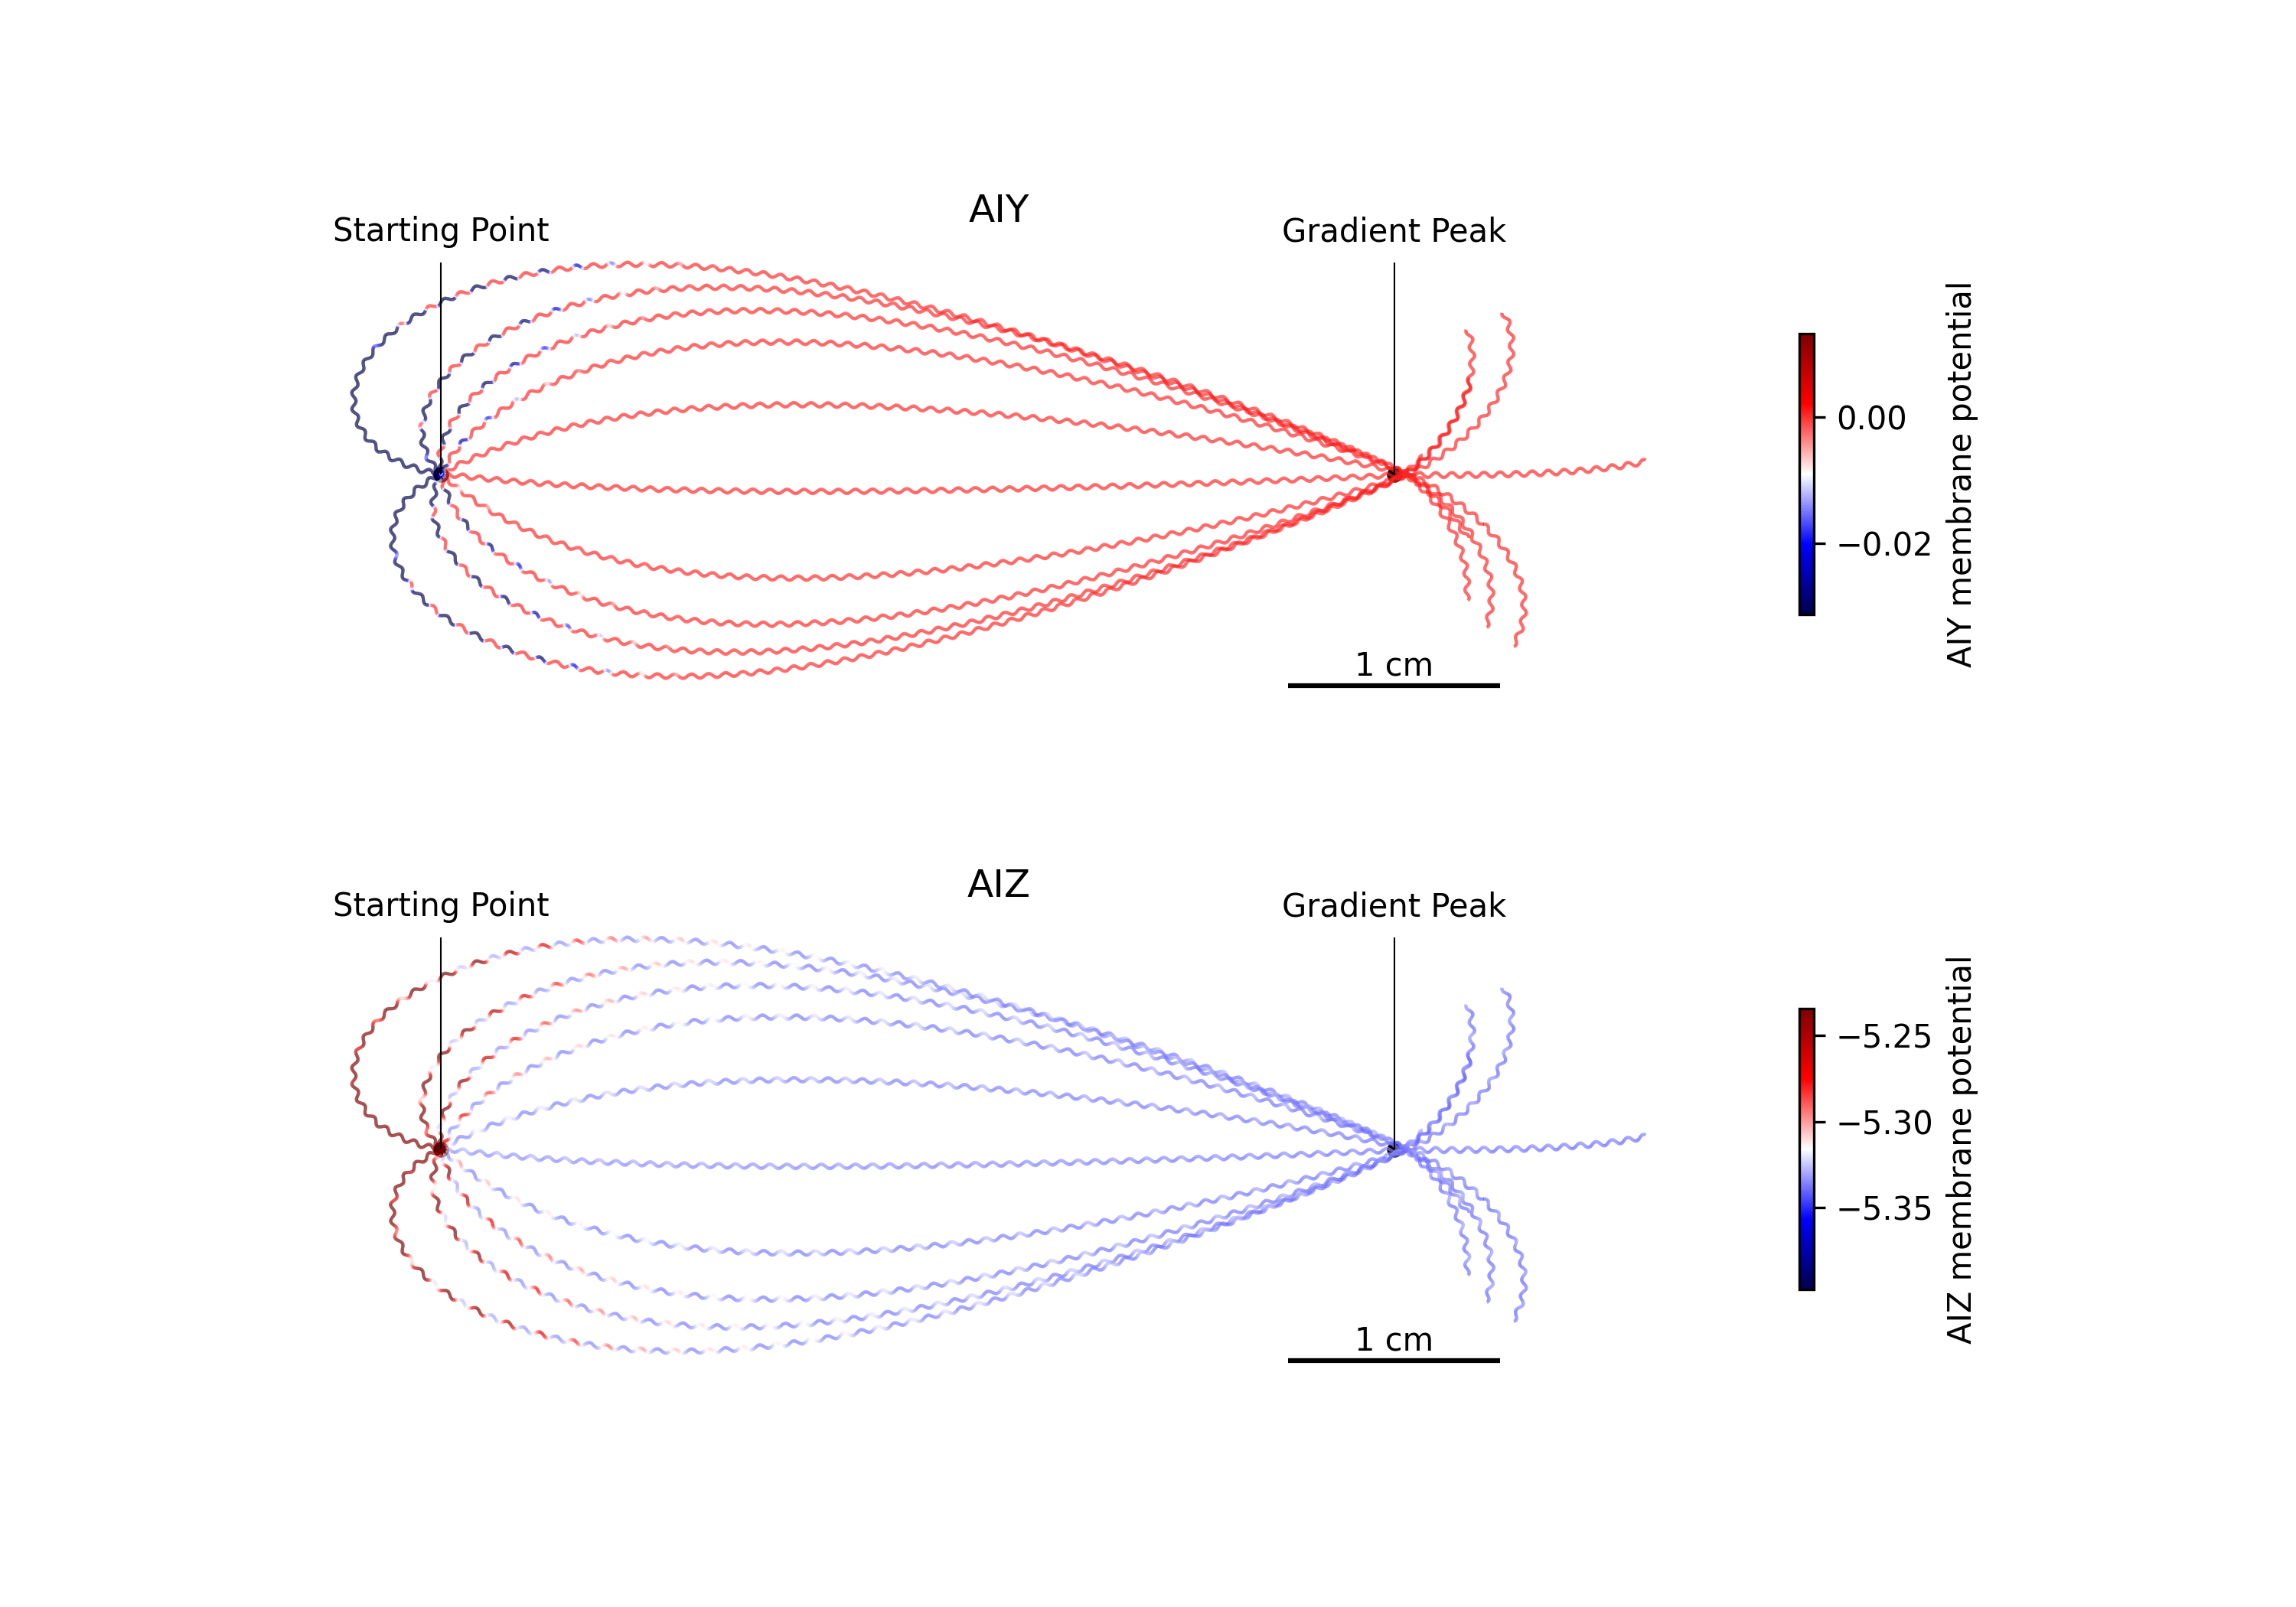 AIY
Starting Point
Gradient Peak
0.00
−0.02
AIY membrane potential
1 cm
AIZ
Starting Point
Gradient Peak
−5.25
−5.30
−5.35
AIZ membrane potential
1 cm